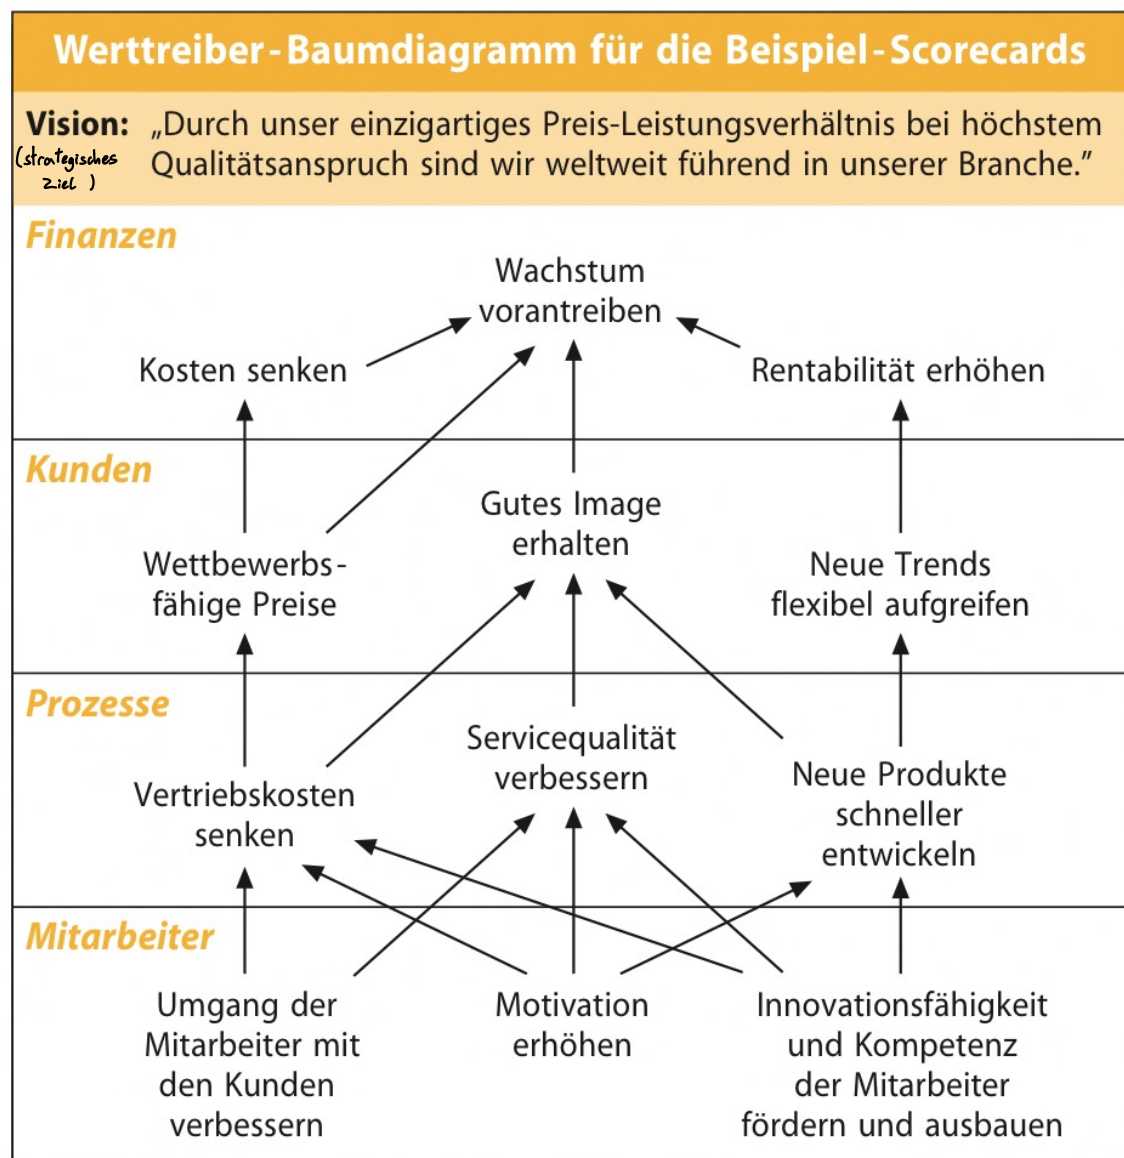 Werttreiber-Baumdiagramm für die Beispiel-Scorecards
Vision: „Durch unser einzigartiges Preis-Leistungsverhältnis bei höchstem
(strategisches
Qualitätsanspruch sind wir weltweit führend in unserer Branche.”
Ziel )
Finanzen
Wachstum
vorantreiben
Kosten senken
Rentabilität erhöhen
Kunden
Gutes Image
erhalten
Wettbewerbs-
fähige Preise
Neue Trends
flexibel aufgreifen
Prozesse
Servicequalität
verbessern
Vertriebskosten
senken
Neue Produkte
schneller
entwickeln
Mitarbeiter
Umgang der
Mitarbeiter mit
den Kunden
verbessern
Motivation
erhöhen
Innovationsfähigkeit
und Kompetenz
der Mitarbeiter
fördern und ausbauen